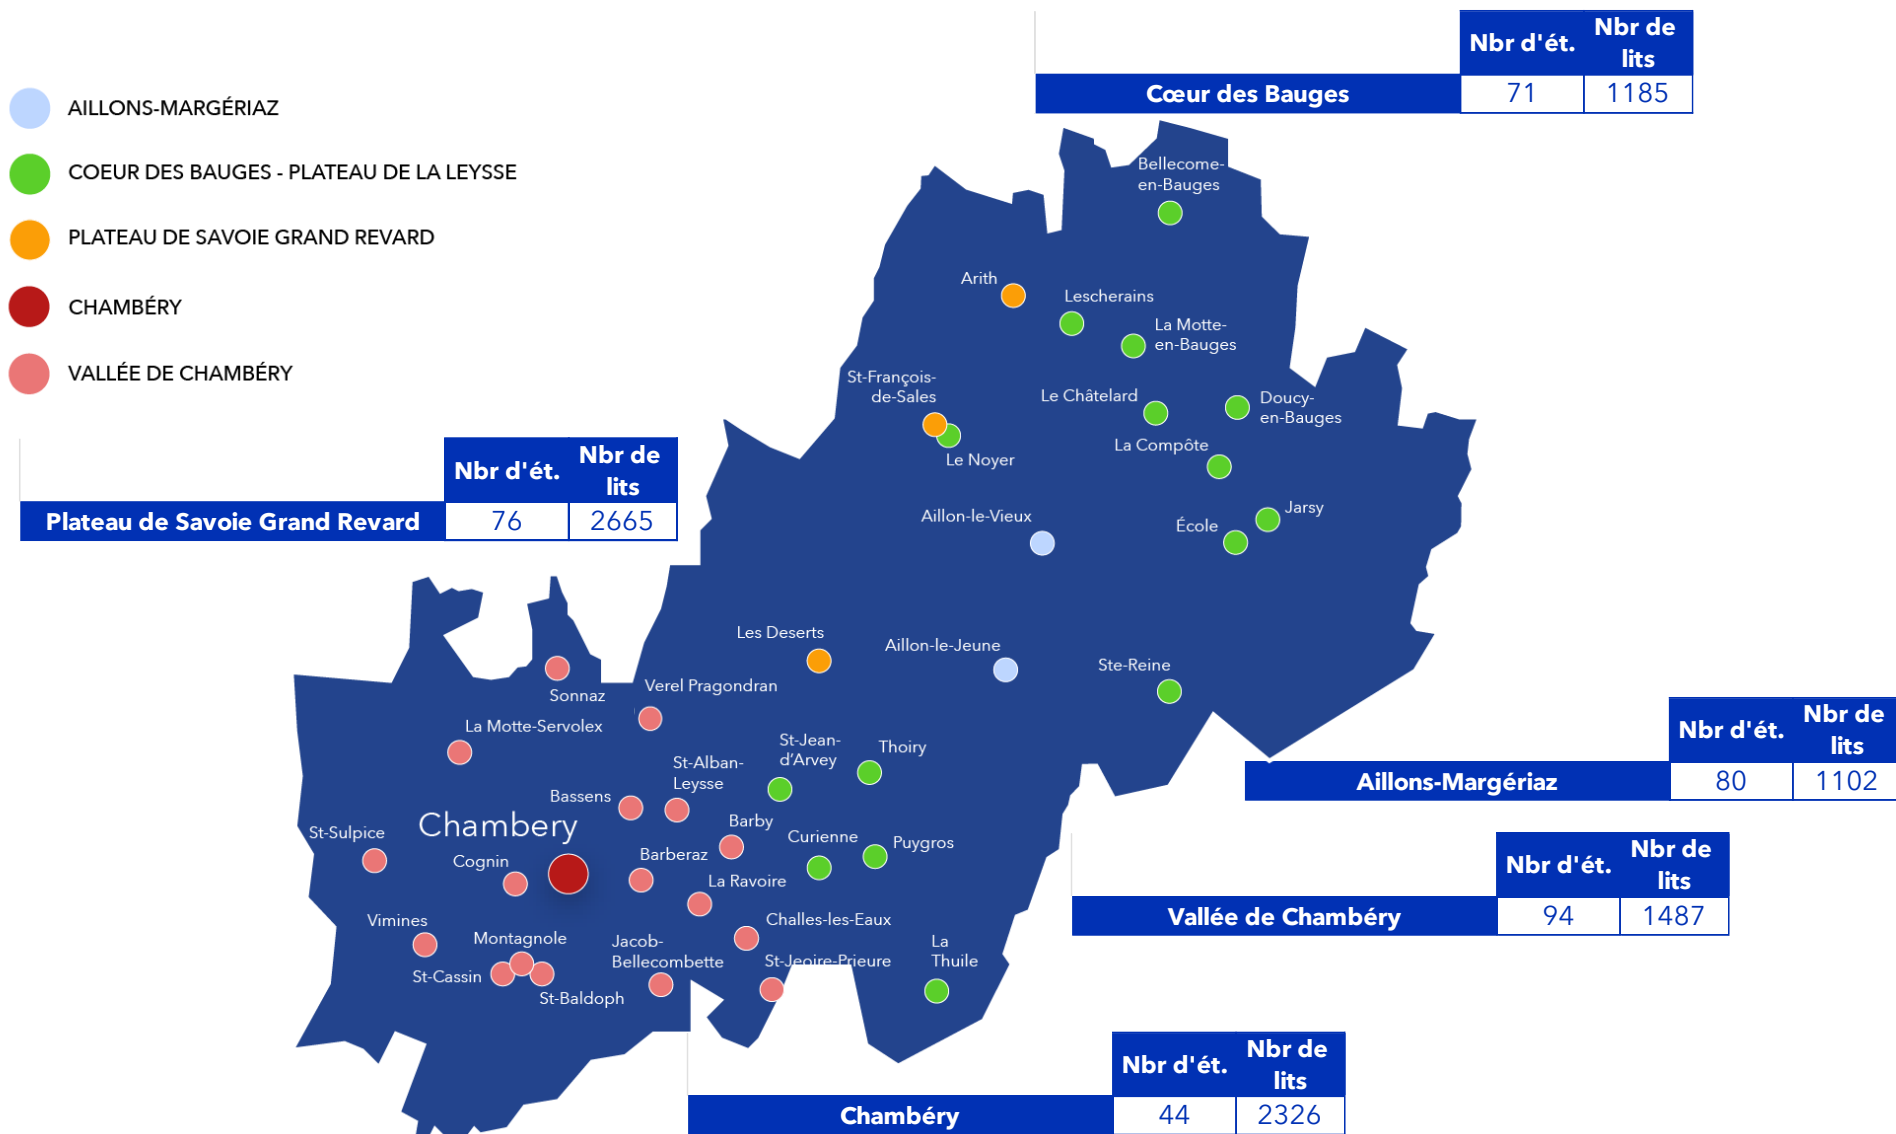 Nbr d'ét.
Nbr de
lits
Cœur des Bauges
71
1185
AILLONS-MARGÉRIAZ
COEUR DES BAUGES - PLATEAU DE LA LEYSSE
PLATEAU DE SAVOIE GRAND REVARD
CHAMBÉRY
VALLÉE DE CHAMBÉRY
Nbr d'ét.
Nbr de
lits
Plateau de Savoie Grand Revard
76
2665
Bellecome-
en-Bauges
Arith
Lescherains
La Motte-
en-Bauges
St-François-
de-Sales
Le Châtelard
Doucy-
en-Bauges
La Compôte
Le Noyer
Jarsy
Aillon-le-Vieux
École
Les Deserts
Aillon-le-Jeune
Ste-Reine
Sonnaz
Verel Pragondran
La Motte-Servolex
St-Jean-
d'Arvey
Thoiry
St-Alban-
Leysse
Bassens
Chambery
St-Sulpice
Barby
Curienne
Puygros
Cognin
Barberaz
La Ravoire
Vimines
Challes-les-Eaux
Montagnole
Jacob-
Bellecombette
La
Thuile
St-Jeoire-Prieure
St-Cassin
St-Baldoph
Nbr d'ét.
Nbr de
lits
Aillons-Margériaz
80
1102
Nbr d'ét.
Nbr de
lits
Vallée de Chambéry
94
1487
Nbr d'ét.
Nbr de
lits
Chambéry
44
2326